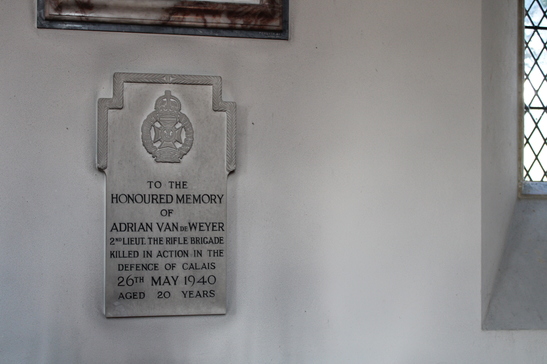 TO THE
HONOURED MEMORY
OF
ADRIAN VAN DE WEYER
2ND LIEUT. THE RIFLE BRIGADE
KILLED IN ACTION IN THE
DEFENCE OF CALAIS
26TH MAY 1940
AGED 20 YEARS